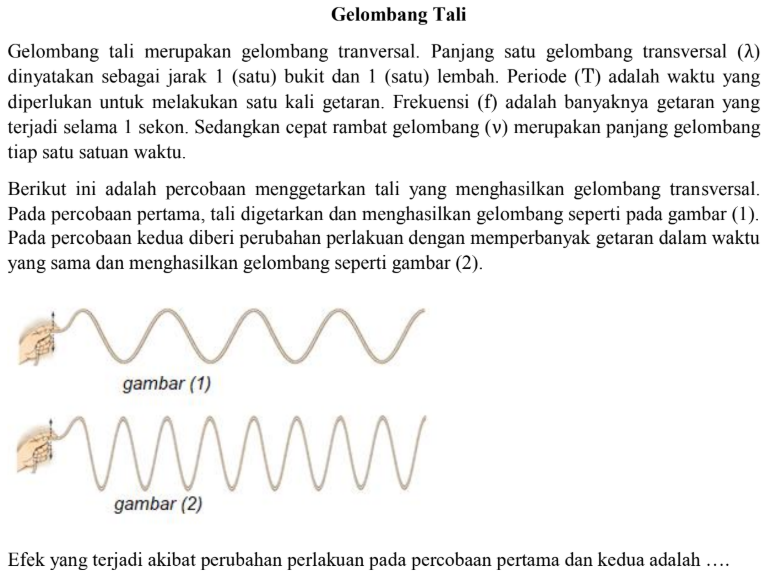 Gelombang Tali
Gelombang tali merupakan gelombang tranversal. Panjang satu gelombang transversal (λ)
dinyatakan sebagai jarak 1 (satu) bukit dan 1 (satu) lembah. Periode (T) adalah waktu yang
diperlukan untuk melakukan satu kali getaran. Frekuensi (f) adalah banyaknya getaran yang
terjadi selama 1 sekon. Sedangkan cepat rambat gelombang (v) merupakan panjang gelombang
tiap satu satuan waktu.
Berikut ini adalah percobaan menggetarkan tali yang menghasilkan gelombang transversal.
Pada percobaan pertama, tali digetarkan dan menghasilkan gelombang seperti pada gambar (1).
Pada percobaan kedua diberi perubahan perlakuan dengan memperbanyak getaran dalam waktu
yang sama dan menghasilkan gelombang seperti gambar (2).
gambar (1)
gambar (2)
Efek yang terjadi akibat perubahan perlakuan pada percobaan pertama dan kedua adalah ….